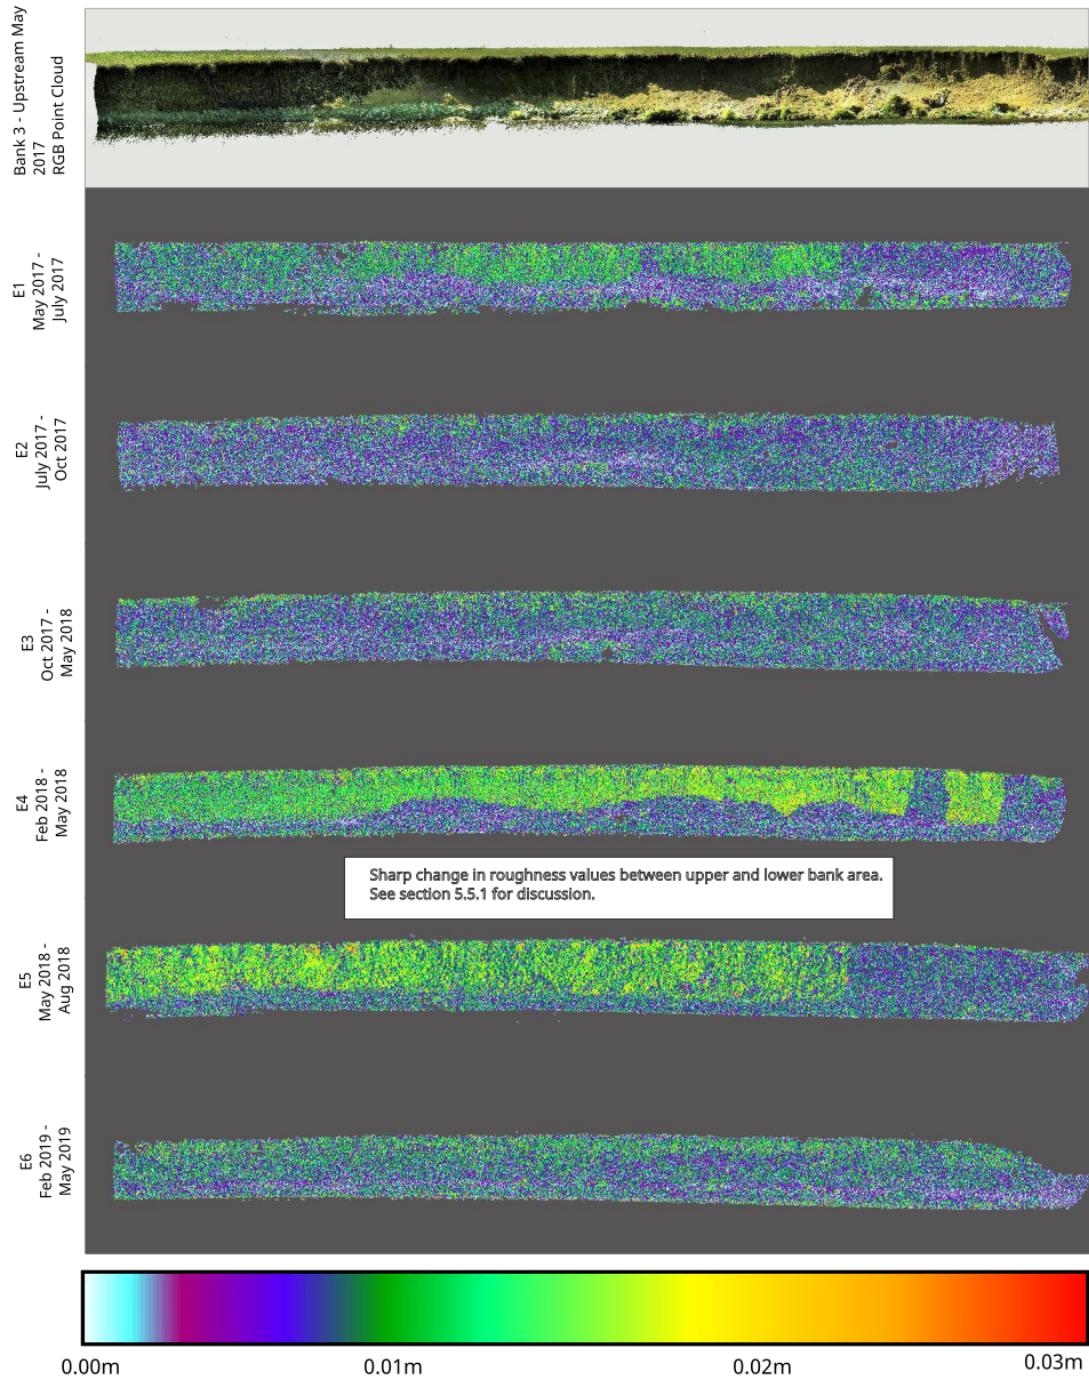 Bank 3 - Upstream May
2017
RGB Point Cloud
E1
May 2017 -
July 2017
E2
July 2017 -
Oct 2017
E3
Oct 2017 -
May 2018
E4
Feb 2018 -
May 2018
Sharp change in roughness values between upper and lower bank area.
See section 5.5.1 for discussion.
E5
May 2018 -
Aug 2018
E6
Feb 2019 -
May 2019
0.00m
0.01m
0.02m
0.03m